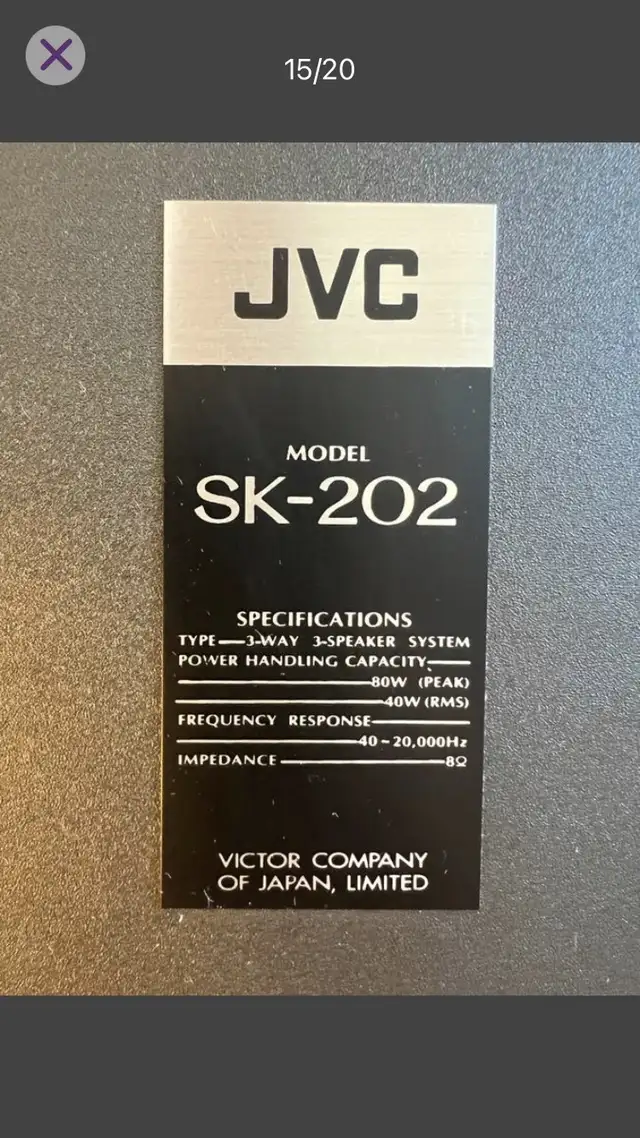 15/20
JVC
MODEL
SK-202
SPECIFICATIONS
TYPE—3-WAY 3-SPEAKER SYSTEM
POWER HANDLING CAPACITY—
—80W (PEAK)
—40W (RMS)
FREQUENCY RESPONSE—
—40~20,000Hz
IMPEDANCE—8Ω
VICTOR COMPANY
OF JAPAN, LIMITED